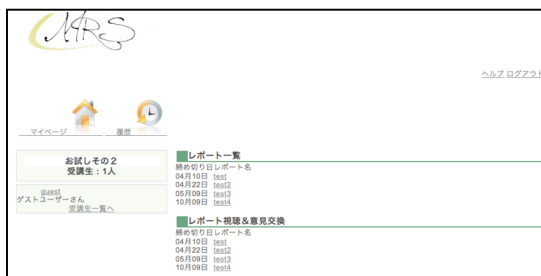 MRS
ヘルプ ログアウト
マイページ
履歴
お試しその2
受講生:1人
guest
ゲストユーザーさん
受講生一覧へ
レポート一覧
締め切り日レポート名
04月10日 test
04月22日 test2
05月09日 test3
10月09日 test4
レポート視聴&意見交換
締め切り日レポート名
04月10日 test
04月22日 test2
05月09日 test3
10月09日 test4